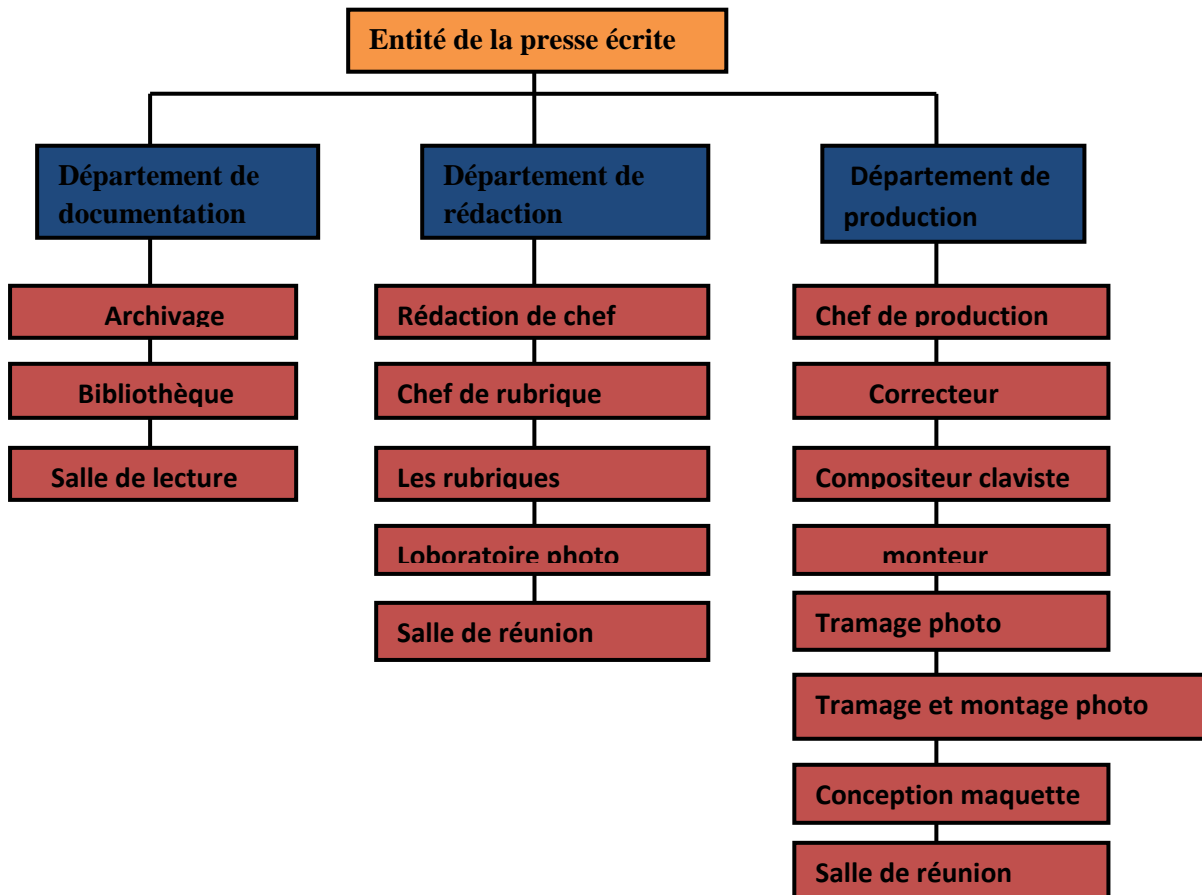 Entité de la presse écrite
Département de
documentation
Archivage
Bibliothèque
Salle de lecture
Département de
rédaction
Rédaction de chef
Chef de rubrique
Les rubriques
Loboratoire photo
Salle de réunion
Département de
production
Chef de production
Correcteur
Compositeur claviste
monteur
Tramage photo
Tramage et montage photo
Conception maquette
Salle de réunion